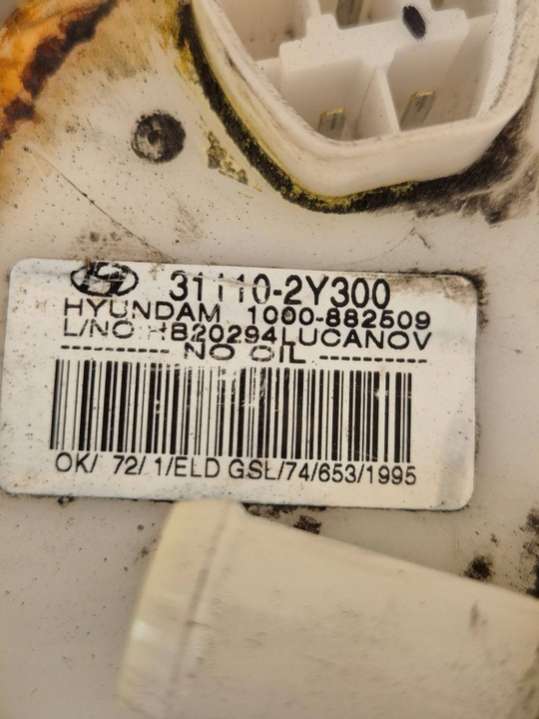 31110-2Y300
HYUNDAM 1000-882509
L/NO HB20294LUCANOV
---------- NO OIL ----------
OK/ 72/ 1/ELD GSL/74/653/1995